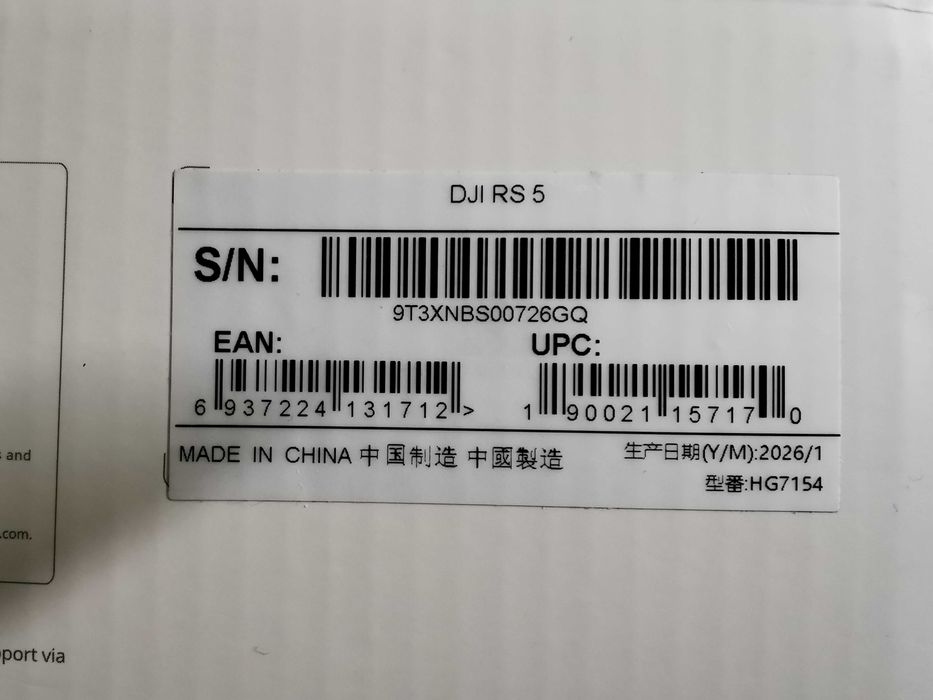 DJI RS 5
S/N:
9T3XNBS00726GQ
EAN:
6 937224 131712 >
UPC:
1 90021 15717 0
MADE IN CHINA 中国制造 中國製造
生产日期(Y/M):2026/1
型番:HG7154
and
.com.
port via